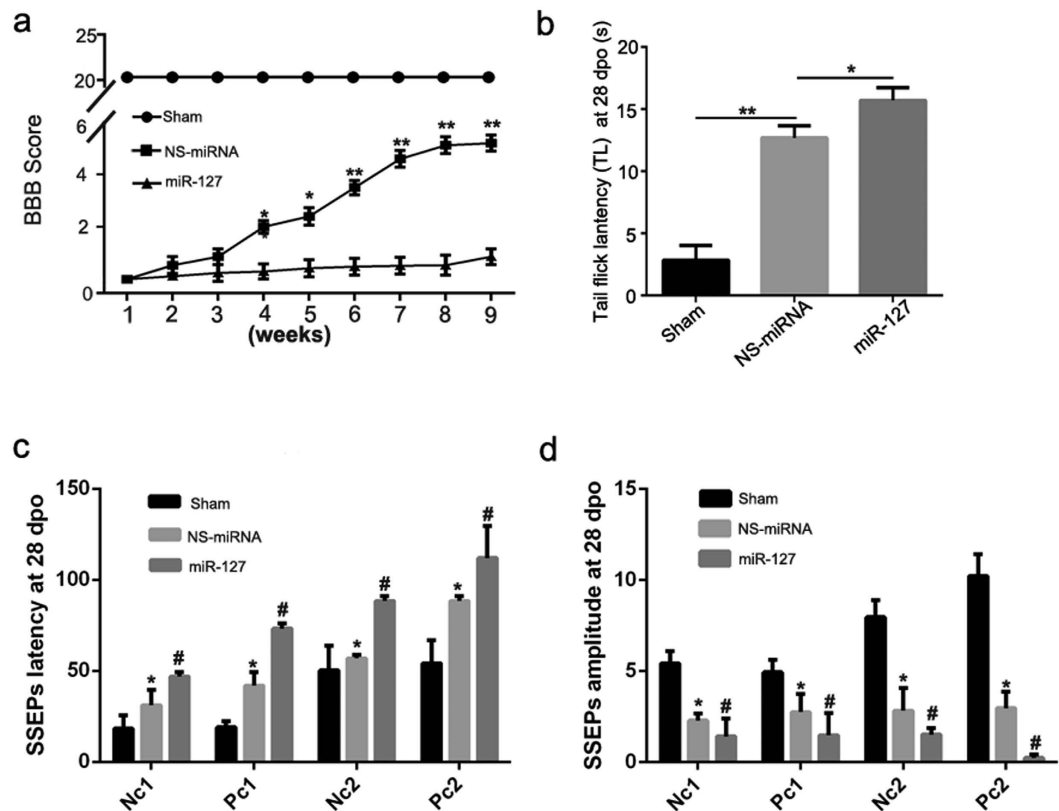 a
25
20
6
4
2
0
BBB Score
Sham
NS-miRNA
miR-127
* * * ** ** ** **
1 2 3 4 5 6 7 8 9
(weeks)
b
Tail flick lantency (TL) at 28 dpo (s)
20
15
10
5
0
**
*
Sham
NS-miRNA
miR-127
c
SSEPs latency at 28 dpo
150
100
50
0
Sham
NS-miRNA
miR-127
* # * # * # * #
Nc1 Pc1 Nc2 Pc2
d
SSEPs amplitude at 28 dpo
15
10
5
0
Sham
NS-miRNA
miR-127
* # * # * # * #
Nc1 Pc1 Nc2 Pc2